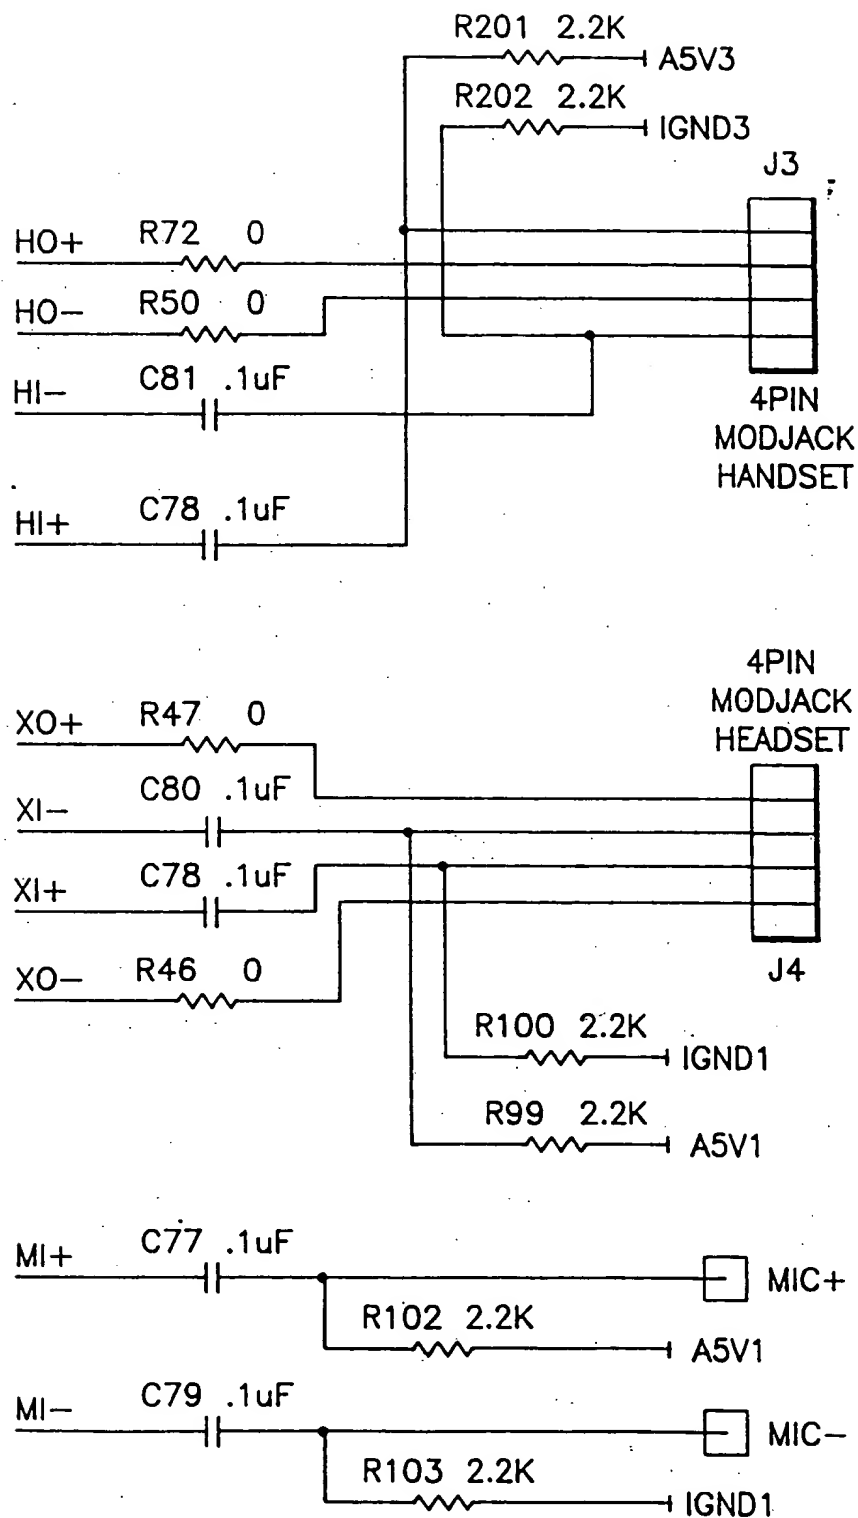 R201 2.2K
A5V3
R202 2.2K
IGND3
J3
HO+ R72 0
HO− R50 0
HI− C81 .1uF
4PIN
MODJACK
HANDSET
HI+ C78 .1uF
4PIN
MODJACK
HEADSET
XO+ R47 0
XI− C80 .1uF
XI+ C78 .1uF
XO− R46 0
J4
R100 2.2K
IGND1
R99 2.2K
A5V1
MI+ C77 .1uF
MIC+
R102 2.2K
A5V1
MI− C79 .1uF
MIC−
R103 2.2K
IGND1